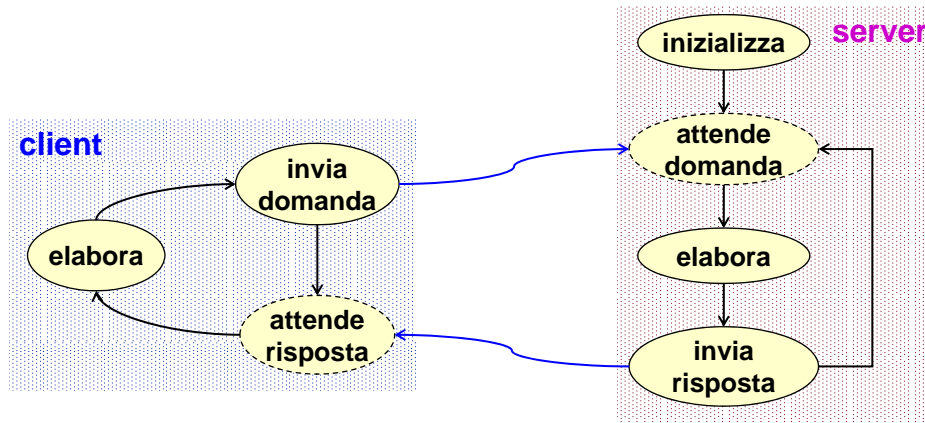 client
invia
domanda
elabora
attende
risposta
server
inizializza
attende
domanda
elabora
invia
risposta